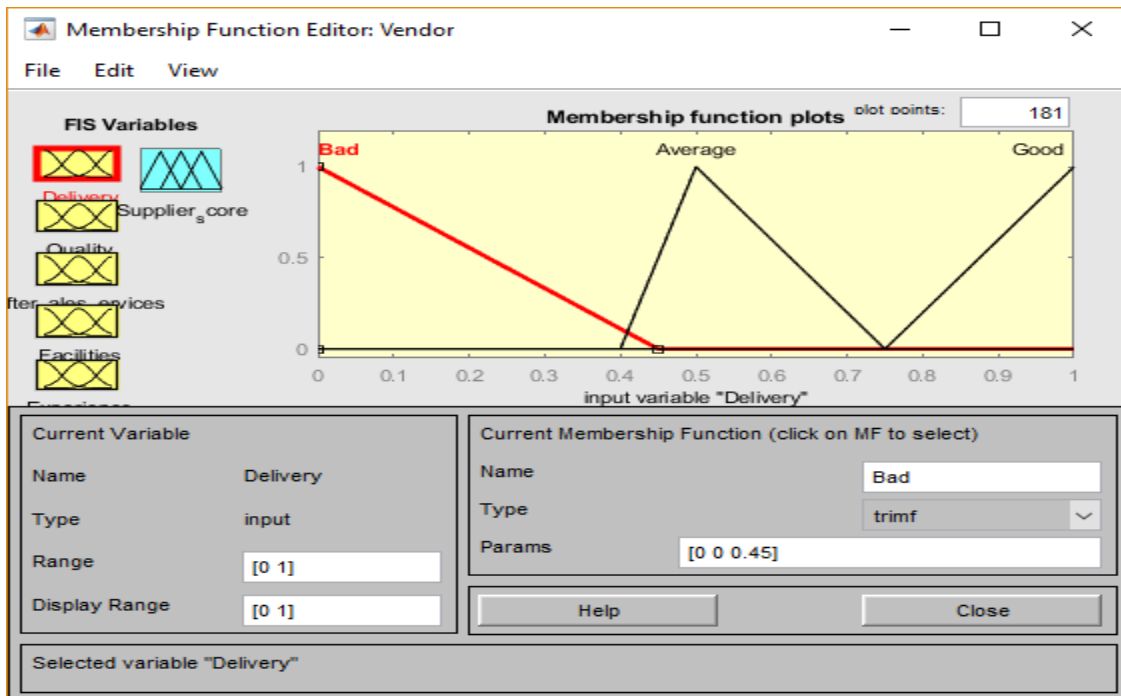 Membership Function Editor: Vendor
File Edit View
FIS Variables
Membership function plots
plot points:
181
Delivery
Supplier_score
Quality
fter_ales_ervices
Facilities
Experience
Bad
Average
Good
1
0.5
0
0 0.1 0.2 0.3 0.4 0.5 0.6 0.7 0.8 0.9 1
input variable "Delivery"
Current Variable
Name Delivery
Type input
Range [0 1]
Display Range [0 1]
Current Membership Function (click on MF to select)
Name Bad
Type trimf
Params [0 0 0.45]
Help Close
Selected variable "Delivery"